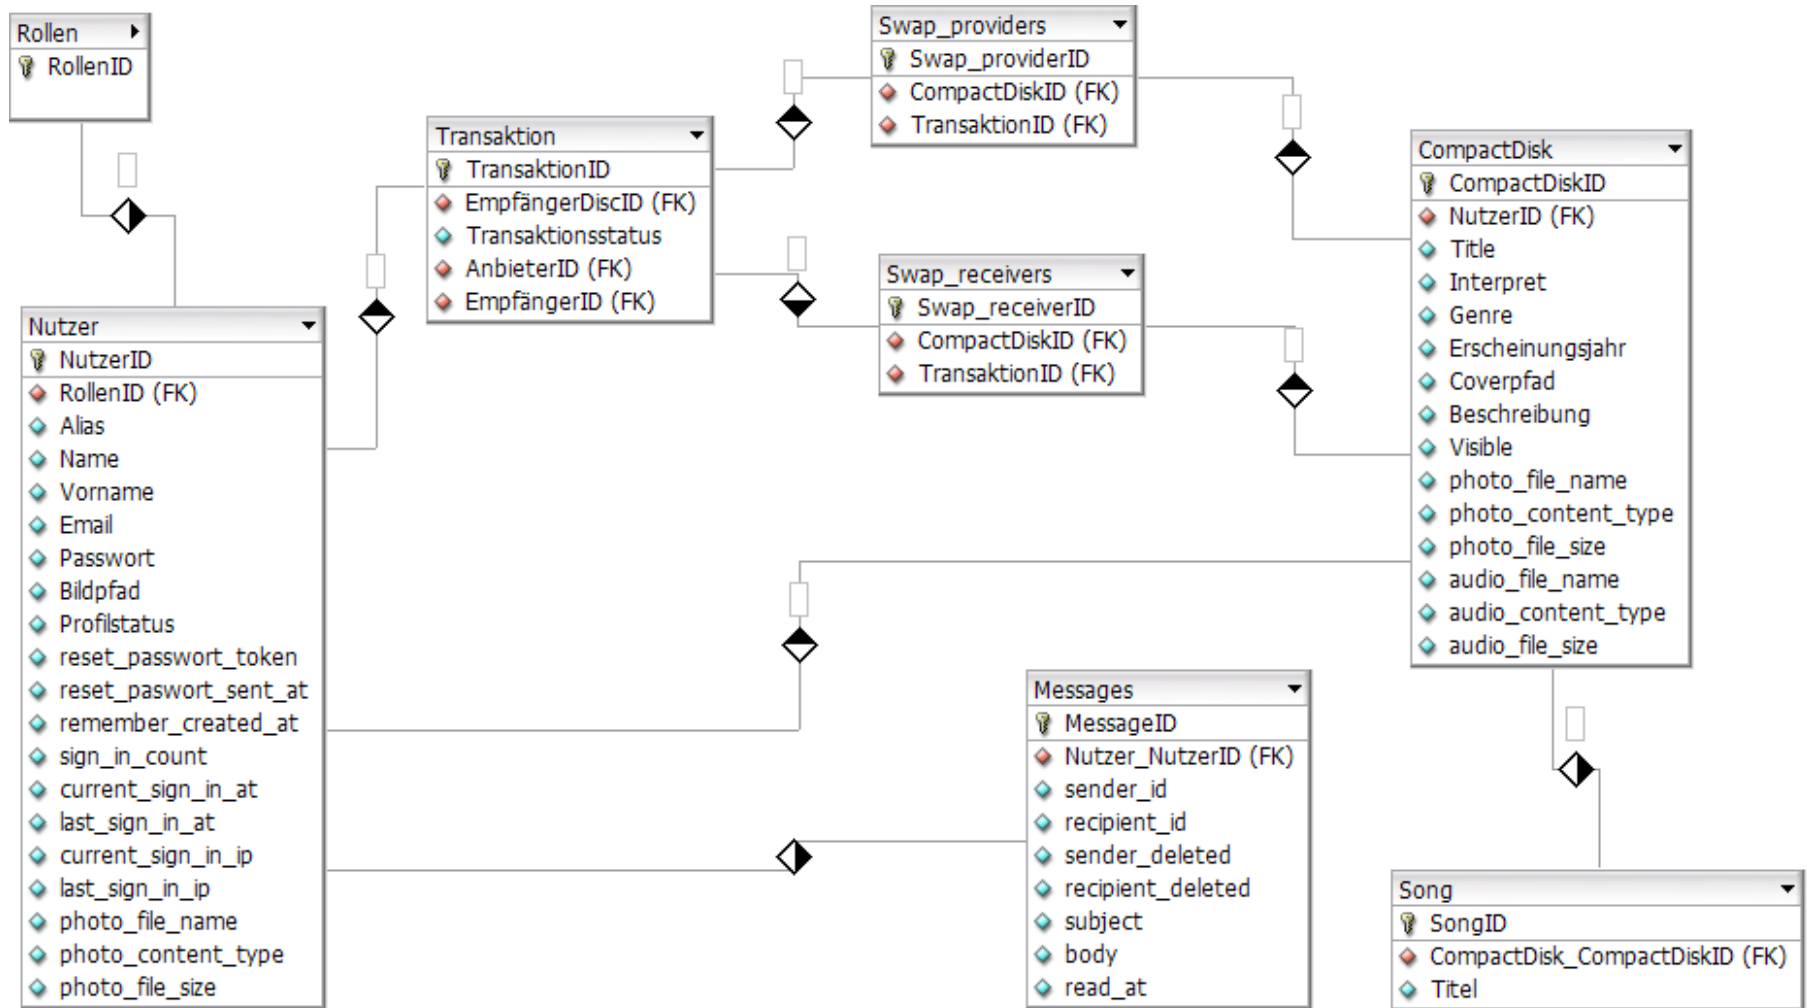 Rollen
RollenID
Nutzer
NutzerID
RollenID (FK)
Alias
Name
Vorname
Email
Passwort
Bildpfad
Profilstatus
reset_passwort_token
reset_paswort_sent_at
remember_created_at
sign_in_count
current_sign_in_at
last_sign_in_at
current_sign_in_ip
last_sign_in_ip
photo_file_name
photo_content_type
photo_file_size
Transaktion
TransaktionID
EmpfängerDiscID (FK)
Transaktionsstatus
AnbieterID (FK)
EmpfängerID (FK)
Swap_providers
Swap_providerID
CompactDiskID (FK)
TransaktionID (FK)
Swap_receivers
Swap_receiverID
CompactDiskID (FK)
TransaktionID (FK)
CompactDisk
CompactDiskID
NutzerID (FK)
Title
Interpret
Genre
Erscheinungsjahr
Coverpfad
Beschreibung
Visible
photo_file_name
photo_content_type
photo_file_size
audio_file_name
audio_content_type
audio_file_size
Messages
MessageID
Nutzer_NutzerID (FK)
sender_id
recipient_id
sender_deleted
recipient_deleted
subject
body
read_at
Song
SongID
CompactDisk_CompactDiskID (FK)
Titel